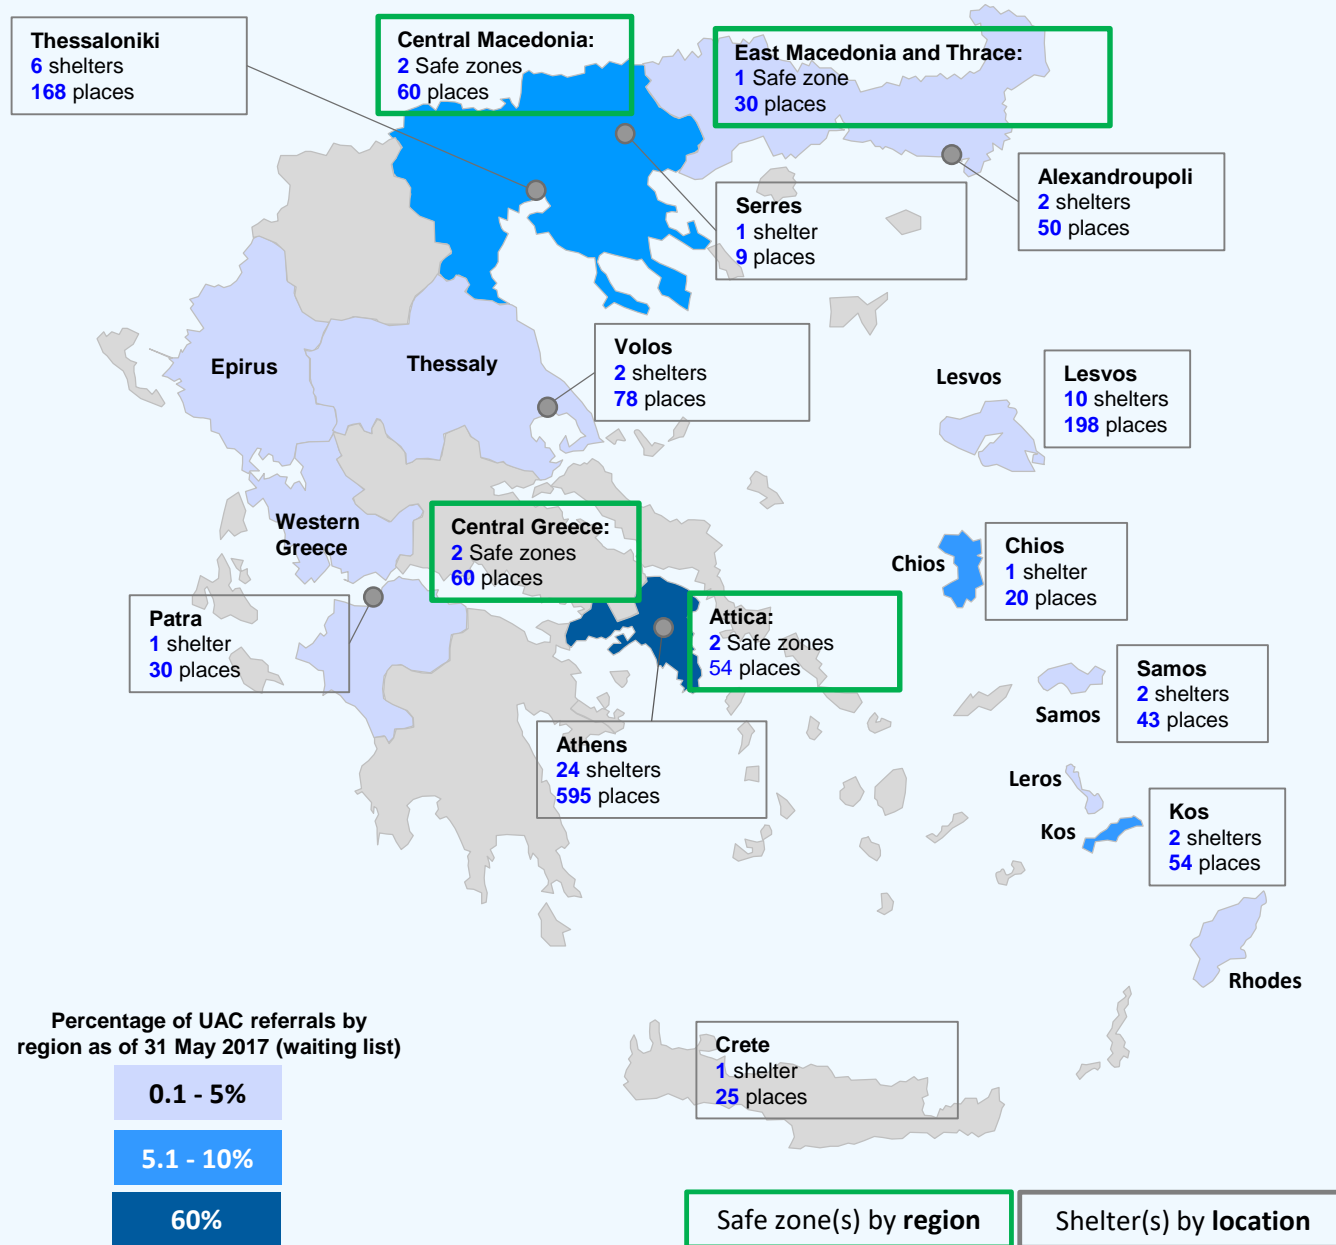 Thessaloniki
6 shelters
168 places
Central Macedonia:
2 Safe zones
60 places
East Macedonia and Thrace:
1 Safe zone
30 places
Alexandroupoli
2 shelters
50 places
Serres
1 shelter
9 places
Epirus
Thessaly
Volos
2 shelters
78 places
Lesvos
Lesvos
10 shelters
198 places
Western
Greece
Central Greece:
2 Safe zones
60 places
Chios
Chios
1 shelter
20 places
Patra
1 shelter
30 places
Attica:
2 Safe zones
54 places
Samos
Samos
2 shelters
43 places
Athens
24 shelters
595 places
Leros
Kos
Kos
2 shelters
54 places
Rhodes
Crete
1 shelter
25 places
Percentage of UAC referrals by
region as of 31 May 2017 (waiting list)
0.1 - 5%
5.1 - 10%
60%
Safe zone(s) by region
Shelter(s) by location